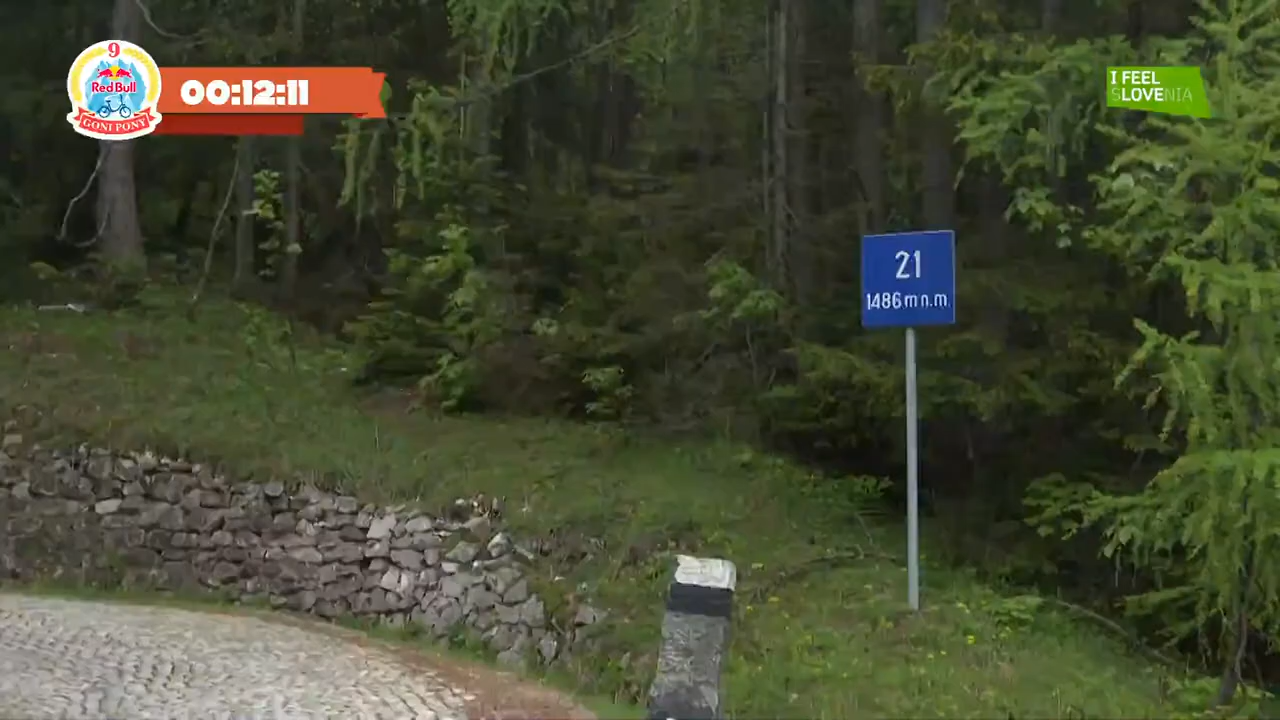 9
Red Bull
GONI PONY
00:12:11
I FEEL
SLOVENIA
21
1486 m n.m.